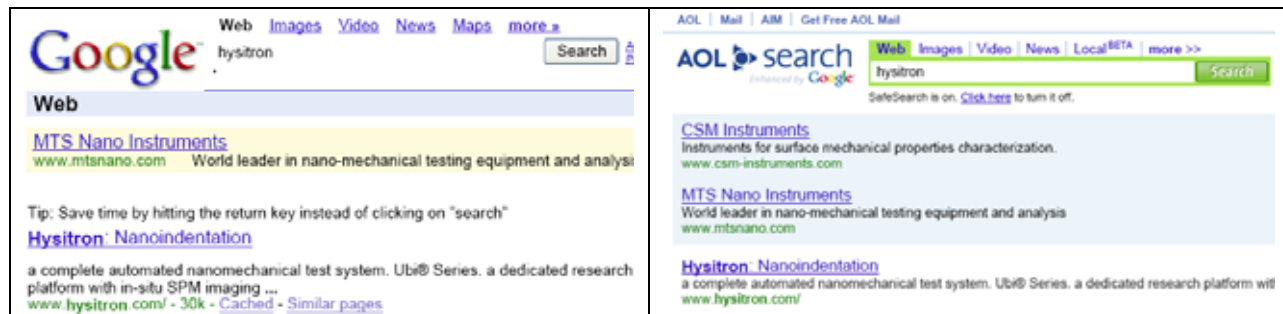 Web Images Video News Maps more »
Google
hysitron
Search
Web
MTS Nano Instruments
www.mtsnano.com World leader in nano-mechanical testing equipment and analysi
Tip: Save time by hitting the return key instead of clicking on "search"
Hysitron: Nanoindentation
a complete automated nanomechanical test system. Ubi® Series. a dedicated research
platform with in-situ SPM imaging ...
www.hysitron.com/ - 30k - Cached - Similar pages
AOL | Mail | AIM | Get Free AOL Mail
AOL search
Enhanced by Google
Web Images | Video | News | Local BETA | more >>
hysitron
Search
SafeSearch is on. Click here to turn it off.
CSM Instruments
Instruments for surface mechanical properties characterization.
www.csm-instruments.com
MTS Nano Instruments
World leader in nano-mechanical testing equipment and analysis
www.mtsnano.com
Hysitron: Nanoindentation
a complete automated nanomechanical test system. Ubi® Series. a dedicated research platform wit
www.hysitron.com/